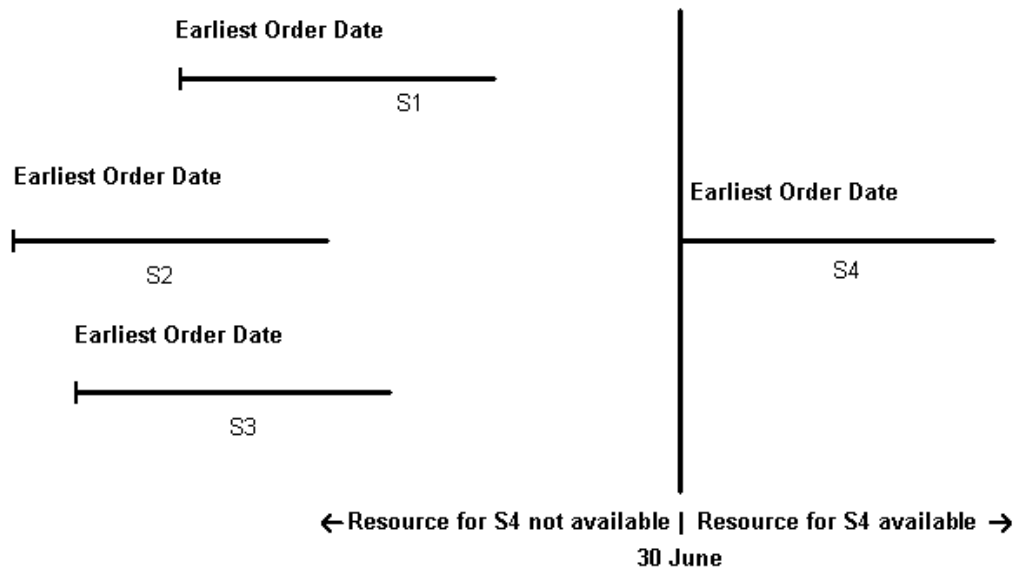 Earliest Order Date
S1
Earliest Order Date
Earliest Order Date
S2
S4
Earliest Order Date
S3
←Resource for S4 not available | Resource for S4 available →
30 June